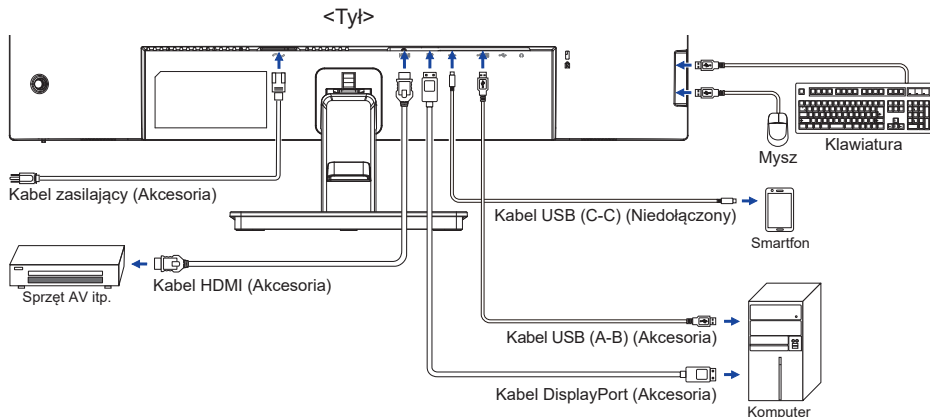 <Tył>
Mysz
Klawiatura
Kabel zasilający (Akcesoria)
Kabel USB (C-C) (Niedołączony)
Smartfon
Kabel HDMI (Akcesoria)
Sprzęt AV itp.
Kabel USB (A-B) (Akcesoria)
Kabel DisplayPort (Akcesoria)
Komputer